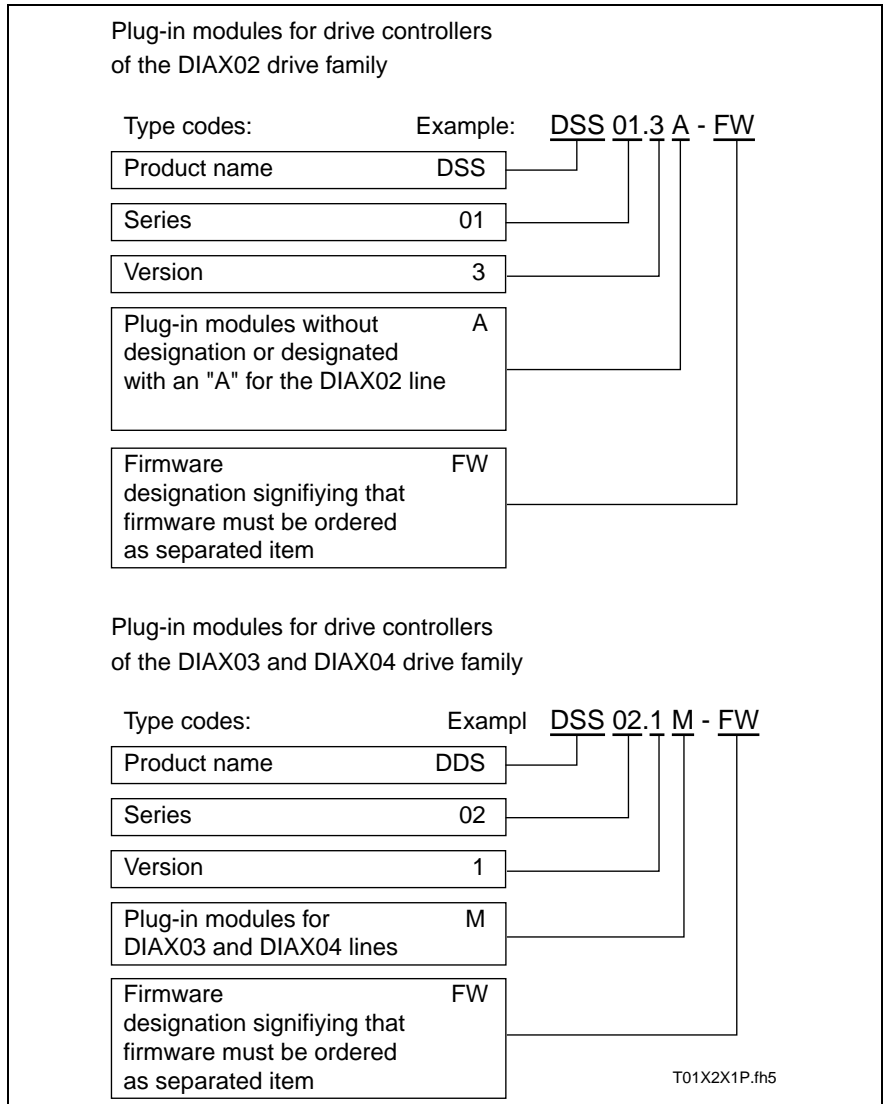 Plug-in modules for drive controllers
of the DIAX02 drive family
Type codes: Example: DSS 01.3 A - FW
Product name DSS
Series 01
Version 3
Plug-in modules without A
designation or designated
with an "A" for the DIAX02 line
Firmware FW
designation signifiying that
firmware must be ordered
as separated item
Plug-in modules for drive controllers
of the DIAX03 and DIAX04 drive family
Type codes: Exampl DSS 02.1 M - FW
Product name DDS
Series 02
Version 1
Plug-in modules for M
DIAX03 and DIAX04 lines
Firmware FW
designation signifiying that
firmware must be ordered
as separated item
T01X2X1P.fh5